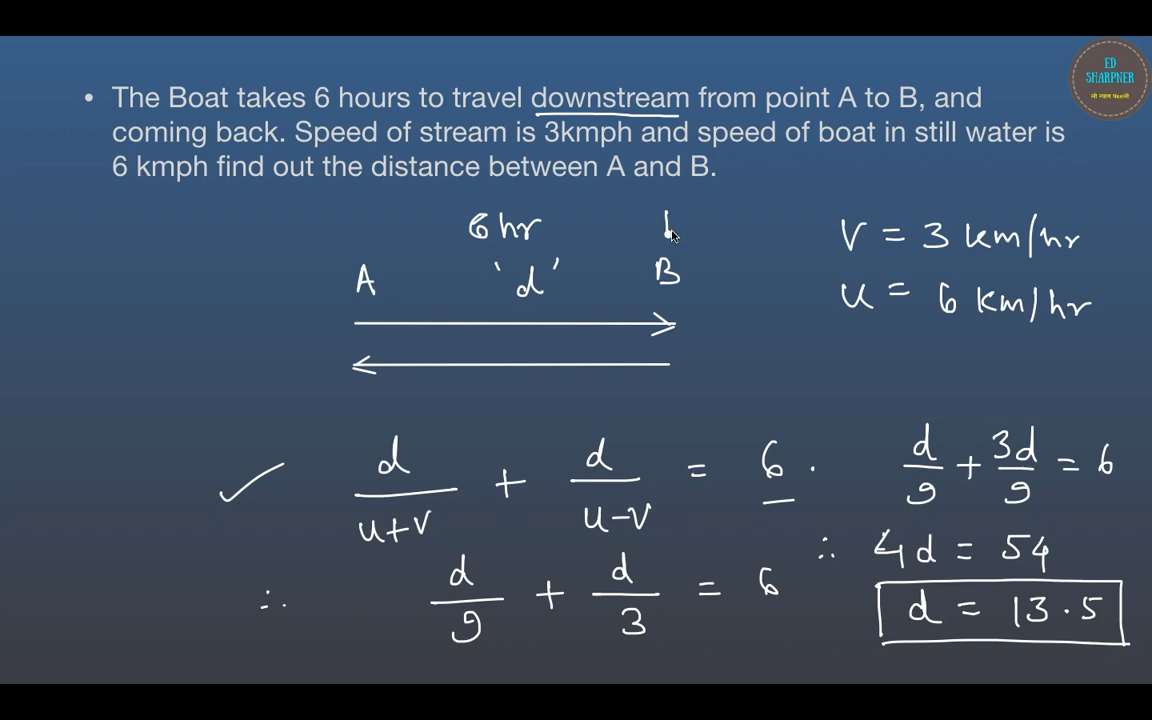 ED
SHARPNER
• The Boat takes 6 hours to travel downstream from point A to B, and
coming back. Speed of stream is 3kmph and speed of boat in still water is
6 kmph find out the distance between A and B.
6 hr
A 'd' B
V = 3 km/hr
u = 6 km/hr
d/u+v + d/u-v = 6 .
∴ d/9 + d/3 = 6
d/9 + 3d/9 = 6
∴ 4d = 54
d = 13.5